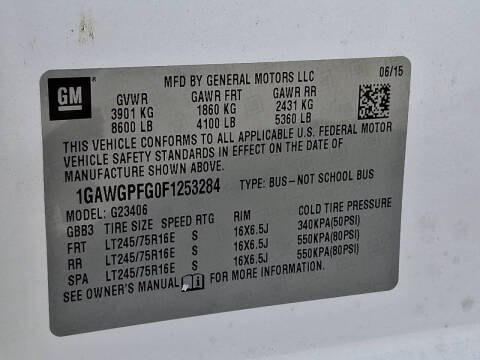 GM
MFD BY GENERAL MOTORS LLC 06/15
GVWR GAWR FRT GAWR RR
3901 KG 1860 KG 2431 KG
8600 LB 4100 LB 5360 LB
THIS VEHICLE CONFORMS TO ALL APPLICABLE U.S. FEDERAL MOTOR
VEHICLE SAFETY STANDARDS IN EFFECT ON THE DATE OF
MANUFACTURE SHOWN ABOVE.
1GAWGPFG0F1253284 TYPE: BUS–NOT SCHOOL BUS
MODEL: G23406
GBB3 TIRE SIZE SPEED RTG RIM COLD TIRE PRESSURE
FRT LT245/75R16E S 16X6.5J 340KPA(50PSI)
RR LT245/75R16E S 16X6.5J 550KPA(80PSI)
SPA LT245/75R16E S 16X6.5J 550KPA(80PSI)
SEE OWNER'S MANUAL FOR MORE INFORMATION.